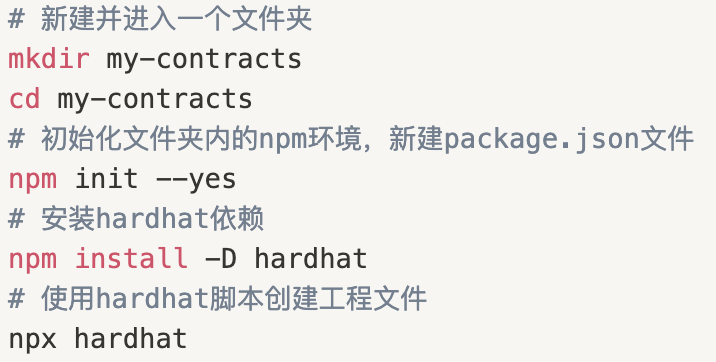 # 新建并进入一个文件夹
mkdir my-contracts
cd my-contracts
# 初始化文件夹内的npm环境，新建package.json文件
npm init --yes
# 安装hardhat依赖
npm install -D hardhat
# 使用hardhat脚本创建工程文件
npx hardhat